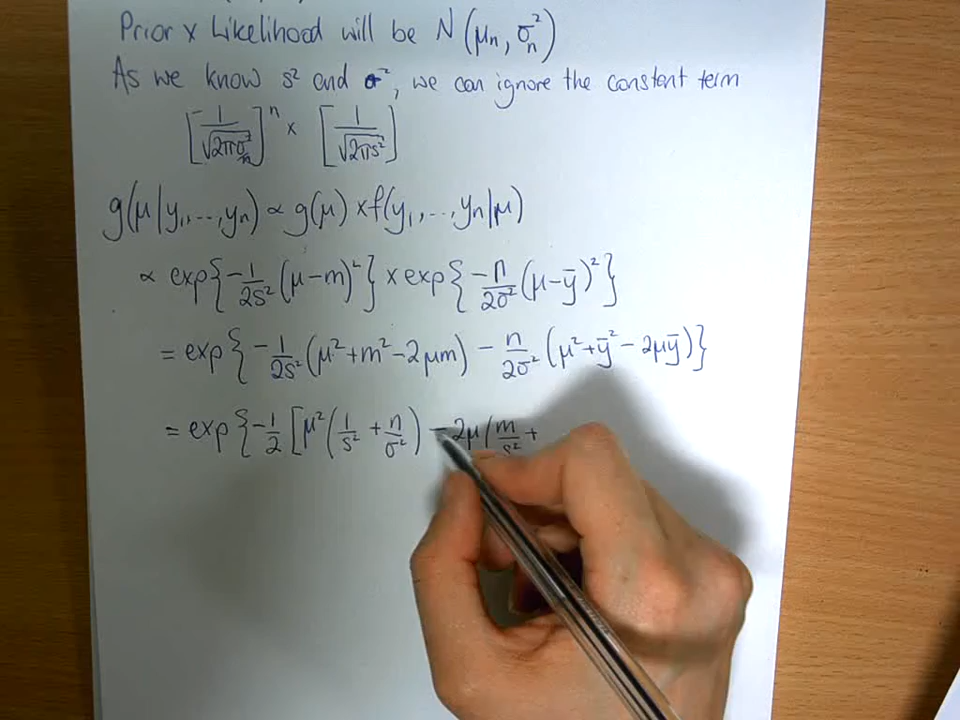 Prior x Likelihood will be N(μn, σn²)
As we know s² and σ², we can ignore the constant term
[1/√2πσn²]ⁿ x [1/√2πs²]
g(μ|y₁,...,yn) ∝ g(μ) x f(y₁,...,yn|μ)
∝ exp{-1/2s² (μ-m)²} x exp{-n/2σ² (μ-ȳ)²}
= exp{-1/2s² (μ²+m²-2μm) - n/2σ² (μ²+ȳ²-2μȳ)}
= exp{-1/2 [μ²(1/s² + n/σ²) - 2μ(m/s² +